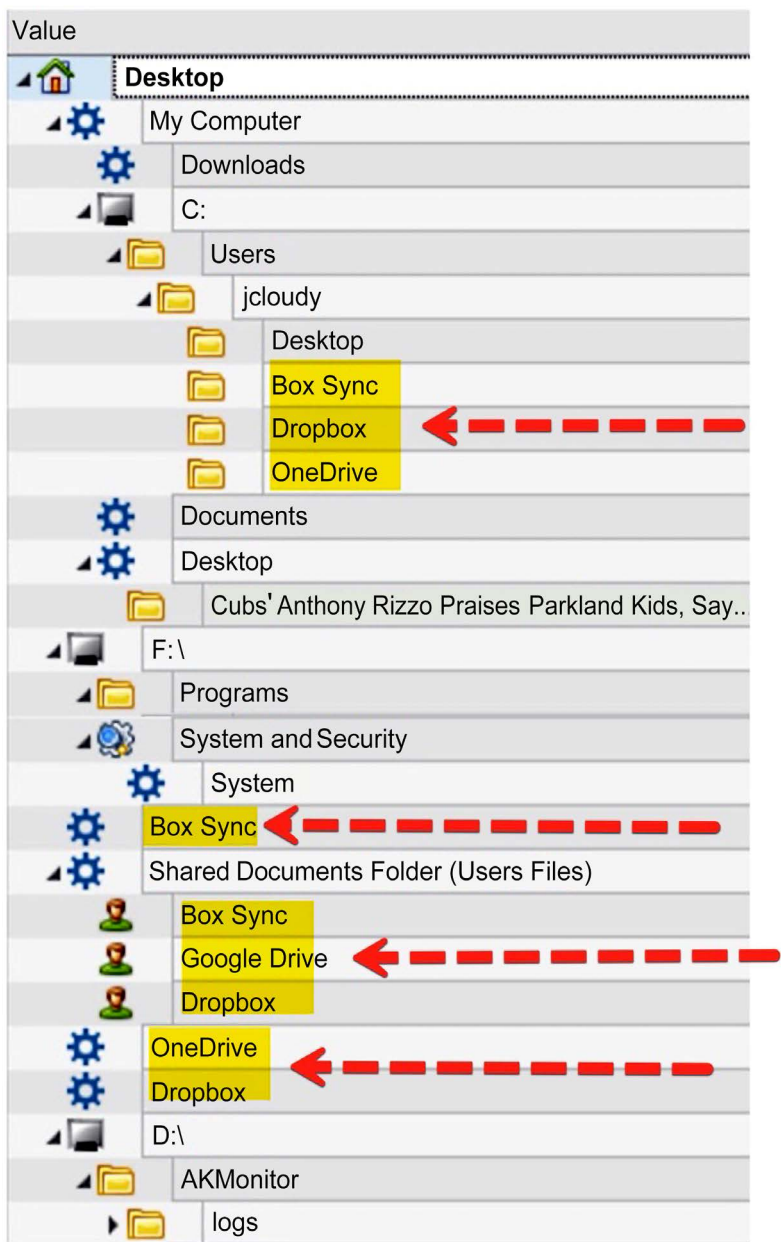 Value
Desktop
My Computer
Downloads
C:
Users
jcloudy
Desktop
Box Sync
Dropbox
OneDrive
Documents
Desktop
Cubs' Anthony Rizzo Praises Parkland Kids, Say...
F:\
Programs
System and Security
System
Box Sync
Shared Documents Folder (Users Files)
Box Sync
Google Drive
Dropbox
OneDrive
Dropbox
D:\
AKMonitor
logs